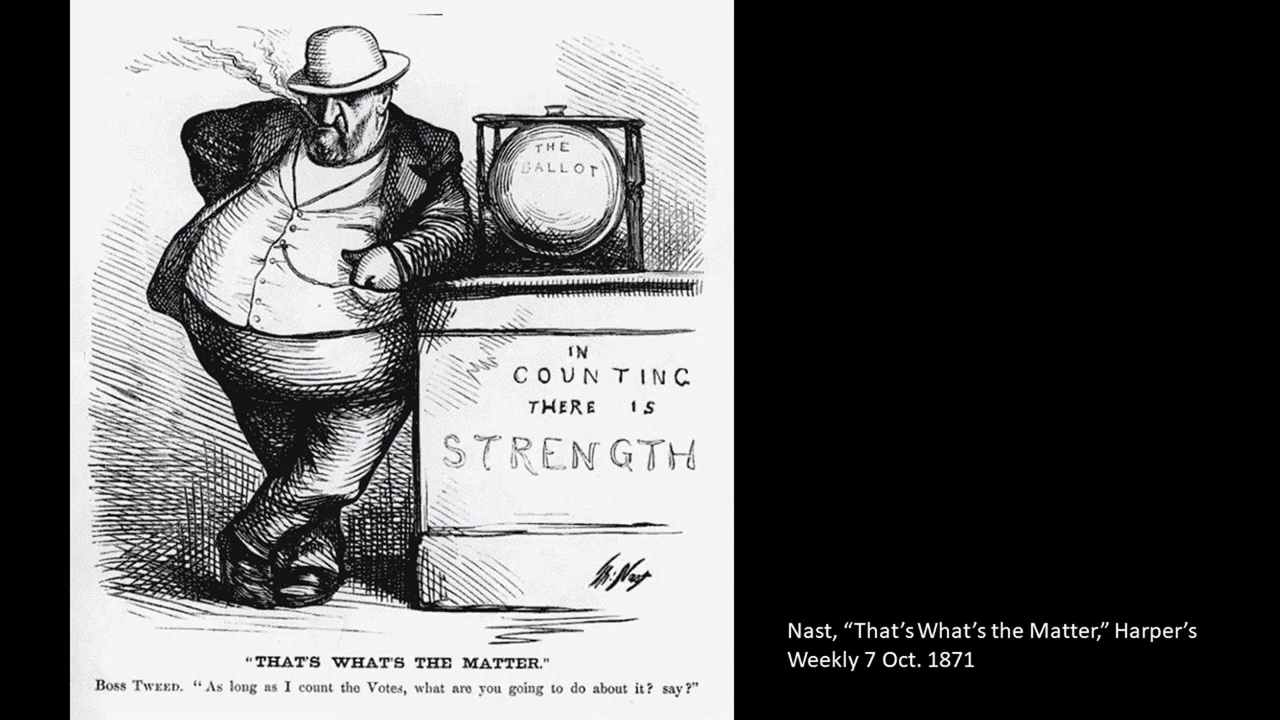 THE
BALLOT
IN
COUNTING
THERE IS
STRENGTH
Th: Nast
"THAT'S WHAT'S THE MATTER."
BOSS TWEED. "As long as I count the Votes, what are you going to do about it? say?"
Nast, “That’s What’s the Matter,” Harper’s
Weekly 7 Oct. 1871